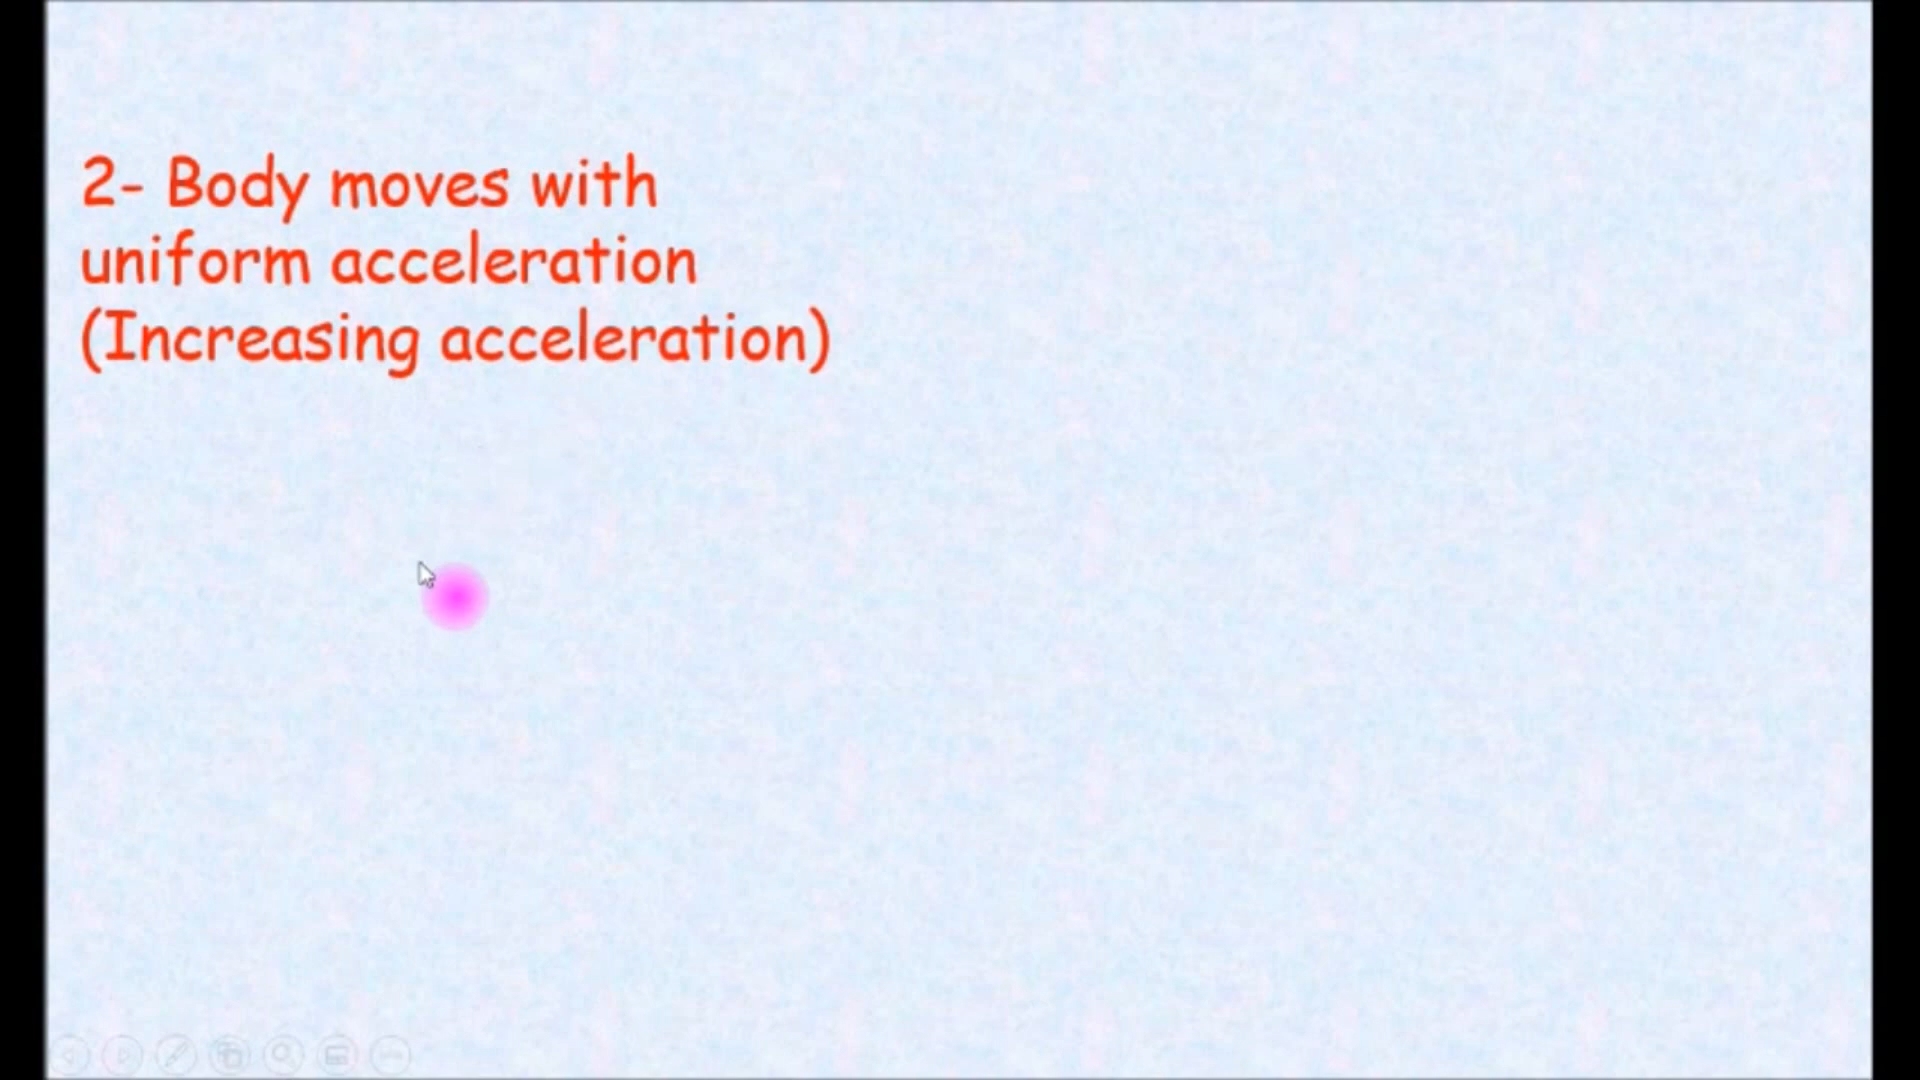 2- Body moves with
uniform acceleration
(Increasing acceleration)